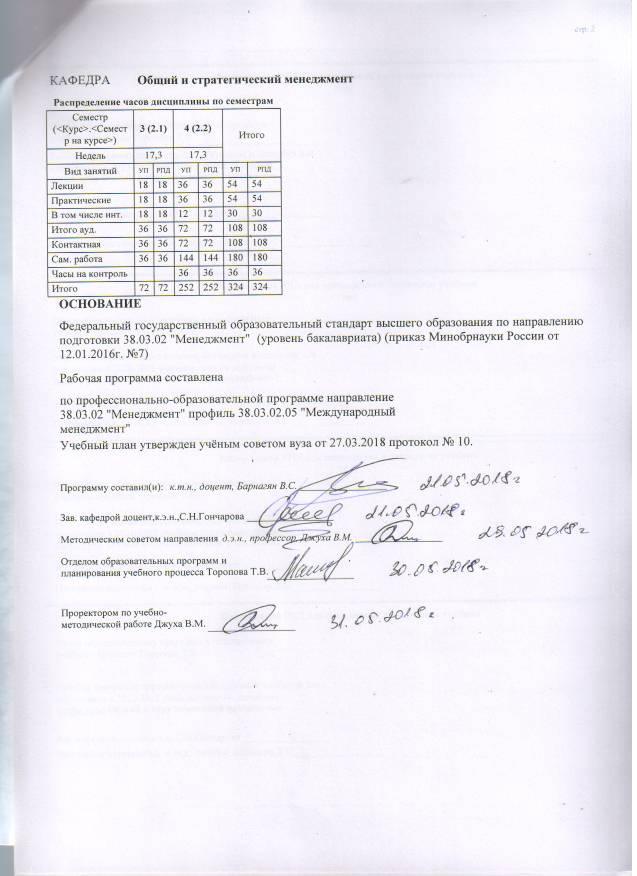 стр. 2
КАФЕДРА Общий и стратегический менеджмент
Распределение часов дисциплины по семестрам
Семестр (<Курс>.<Семестр на курсе>) 3 (2.1) 4 (2.2) Итого
Недель 17,3 17,3
Вид занятий УП РПД УП РПД УП РПД
Лекции 18 18 36 36 54 54
Практические 18 18 36 36 54 54
В том числе инт. 18 18 12 12 30 30
Итого ауд. 36 36 72 72 108 108
Контактная 36 36 72 72 108 108
Сам. работа 36 36 144 144 180 180
Часы на контроль 36 36 36 36
Итого 72 72 252 252 324 324
ОСНОВАНИЕ
Федеральный государственный образовательный стандарт высшего образования по направлению
подготовки 38.03.02 "Менеджмент" (уровень бакалавриата) (приказ Минобрнауки России от
12.01.2016г. №7)
Рабочая программа составлена
по профессионально-образовательной программе направление
38.03.02 "Менеджмент" профиль 38.03.02.05 "Международный
менеджмент"
Учебный план утвержден учёным советом вуза от 27.03.2018 протокол № 10.
Программу составил(и): к.т.н., доцент, Барнагян В.С. 21.05.2018 г
Зав. кафедрой доцент,к.э.н.,С.Н.Гончарова 21.05.2018 г
Методическим советом направления д.э.н., профессор, Джуха В.М. .05 2018 г
Отделом образовательных программ и
планирования учебного процесса Торопова Т.В. 30.05.2018 г
Проректором по учебно-
методической работе Джуха В.М. 31.05.2018 г.